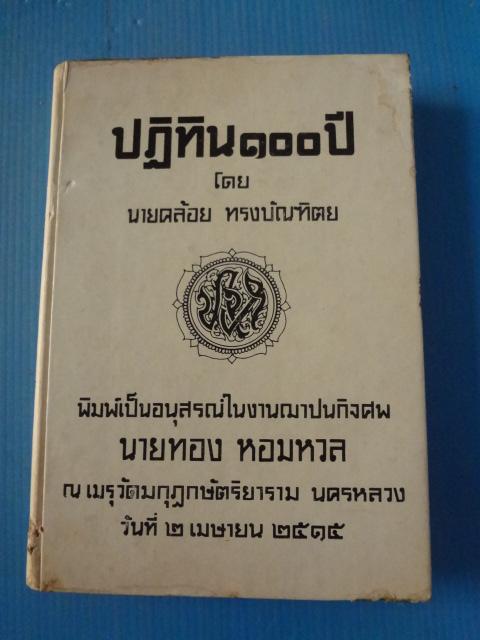 ปฏิทิน๑๐๐ปี
โดย
นายคล้อย ทรงบัณฑิตย
พิมพ์เป็นอนุสรณ์ในงานฌาปนกิจศพ
นายทอง หอมหวล
ณ เมรุวัดมกุฏกษัตริยาราม นครหลวง
วันที่ ๒ เมษายน ๒๕๑๕